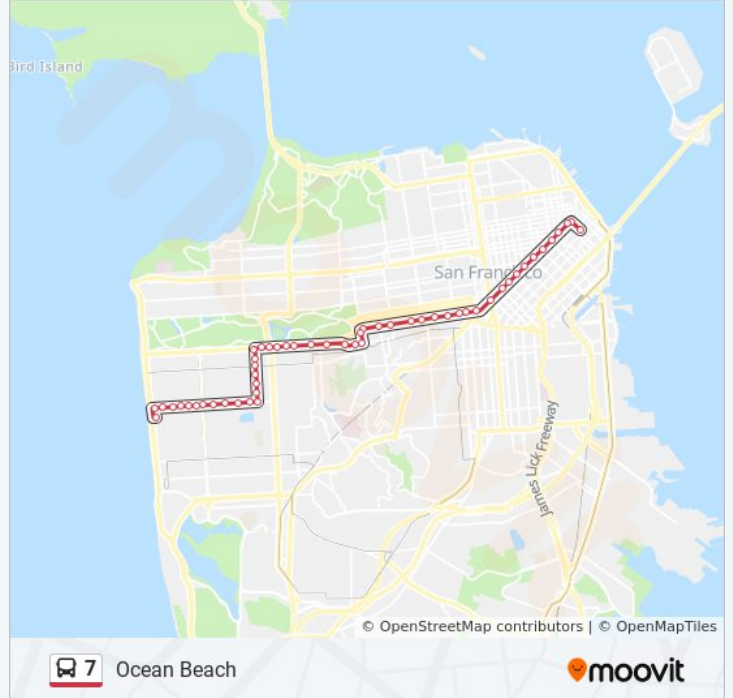 Bird Island
San Francisco
James Lick Freeway
© OpenStreetMap contributors | © OpenMapTiles
7 Ocean Beach
moovit